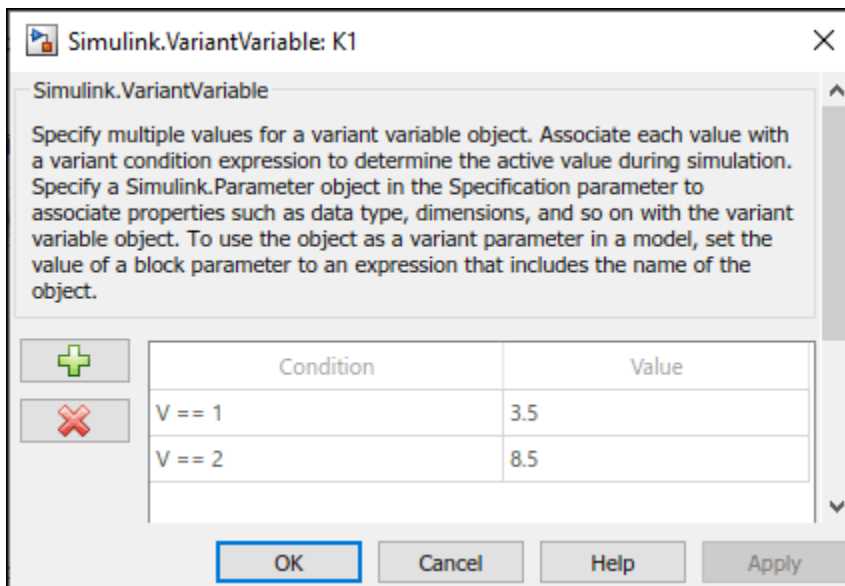 Simulink.VariantVariable: K1
Simulink.VariantVariable
Specify multiple values for a variant variable object. Associate each value with
a variant condition expression to determine the active value during simulation.
Specify a Simulink.Parameter object in the Specification parameter to
associate properties such as data type, dimensions, and so on with the variant
variable object. To use the object as a variant parameter in a model, set the
value of a block parameter to an expression that includes the name of the
object.
Condition Value
V == 1 3.5
V == 2 8.5
OK Cancel Help Apply